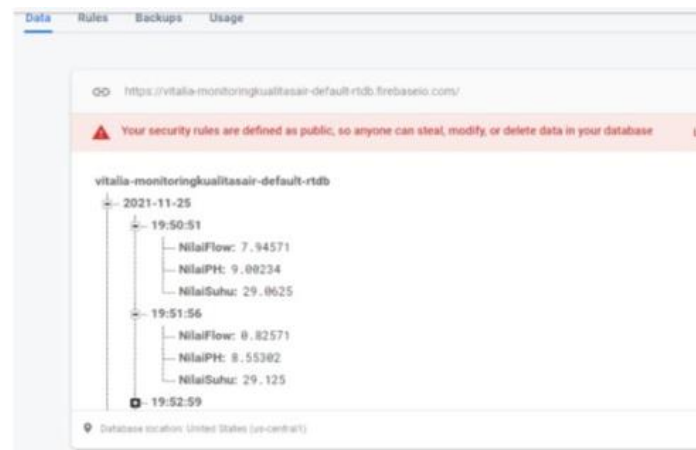 Data Rules Backups Usage
https://vitalia-monitoringkualitasair-default-rtdb.firebaseio.com/
Your security rules are defined as public, so anyone can steal, modify, or delete data in your database
vitalia-monitoringkualitasair-default-rtdb
2021-11-25
19:50:51
NilaiFlow: 7.94571
NilaiPH: 9.00234
NilaiSuhu: 29.0625
19:51:56
NilaiFlow: 0.82571
NilaiPH: 8.55302
NilaiSuhu: 29.125
19:52:59
Database location: United States (us-central1)